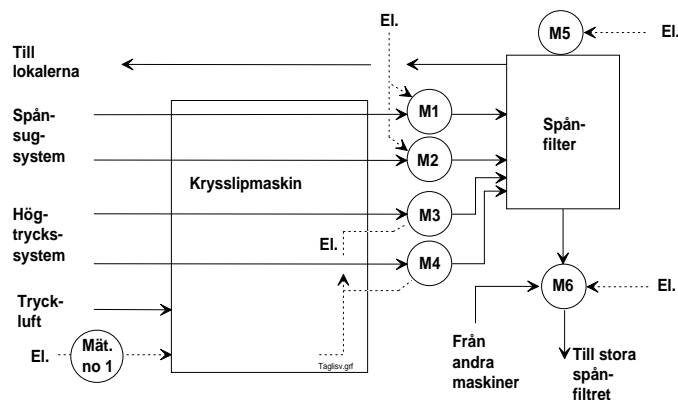 El.
M5
El.
Till
lokalerna
Spån-
sug-
system
M1
Spån-
filter
M2
Krysslipmaskin
Hög-
trycks-
system
M3
El.
M4
Tryck-
luft
M6
El.
El.
Mät.
no 1
Taglisv.grf
Från
andra
maskiner
Till stora
spån-
filtret